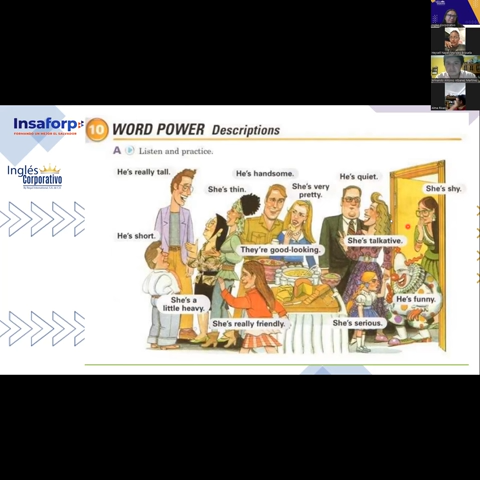 Insaforp
Inglés
Corporativo
10 WORD POWER Descriptions
A Listen and practice.
He's really tall.
He's handsome.
He's quiet.
She's thin.
She's very
pretty.
She's shy.
He's short.
They're good-looking.
She's talkative.
She's a
little heavy.
He's funny.
She's really friendly.
She's serious.